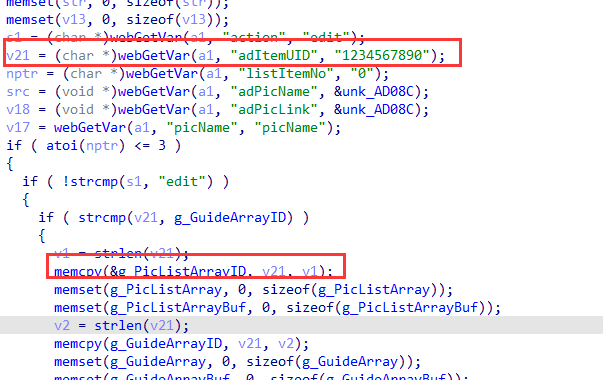 memset(str, 0, sizeof(str));
memset(v13, 0, sizeof(v13));
s1 = (char *)webGetVar(a1, "action", "edit");
v21 = (char *)webGetVar(a1, "adItemUID", "1234567890");
nptr = (char *)webGetVar(a1, "listItemNo", "0");
src = (void *)webGetVar(a1, "adPicName", &unk_AD08C);
v18 = (void *)webGetVar(a1, "adPicLink", &unk_AD08C);
v17 = webGetVar(a1, "picName", "picName");
if ( atoi(nptr) <= 3 )
{
if ( !strcmp(s1, "edit") )
{
if ( strcmp(v21, g_GuideArrayID) )
{
v1 = strlen(v21);
memcpy(&g_PicListArrayID, v21, v1);
memset(g_PicListArray, 0, sizeof(g_PicListArray));
memset(g_PicListArrayBuf, 0, sizeof(g_PicListArrayBuf));
v2 = strlen(v21);
memcpy(g_GuideArrayID, v21, v2);
memset(g_GuideArray, 0, sizeof(g_GuideArray));
memset(g_GuideArrayBuf, 0, sizeof(g_GuideArrayBuf));